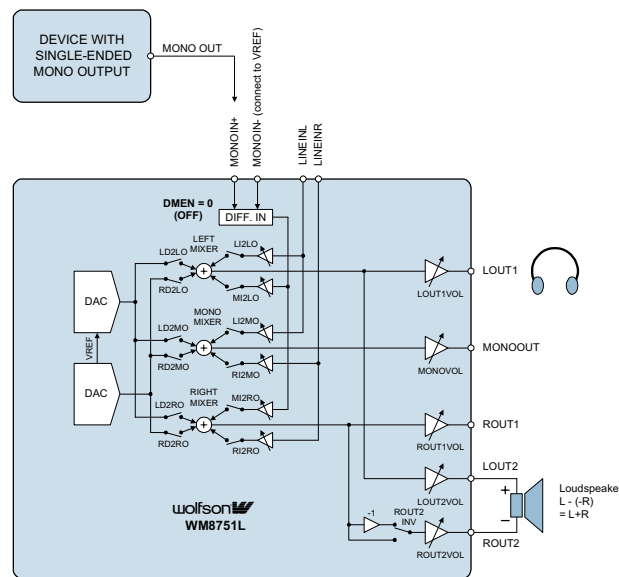 DEVICE WITH
SINGLE-ENDED
MONO OUTPUT
MONO OUT
MONOIN+
MONOIN- (connect to VREF)
LINEINL
LINEINR
DMEN = 0
(OFF)
DIFF. IN
LEFT
MIXER
LI2LO
LD2LO
RD2LO
MI2LO
LOUT1VOL
LOUT1
DAC
VREF
MONO
MIXER
LI2MO
LD2MO
RD2MO
RI2MO
MONOVOL
MONOOUT
DAC
RIGHT
MIXER
MI2RO
LD2RO
RD2RO
RI2RO
ROUT1VOL
ROUT1
LOUT2
LOUT2VOL
-1
ROUT2
INV
ROUT2VOL
ROUT2
+
−
Loudspeake
L - (-R)
= L+R
wolfson
WM8751L